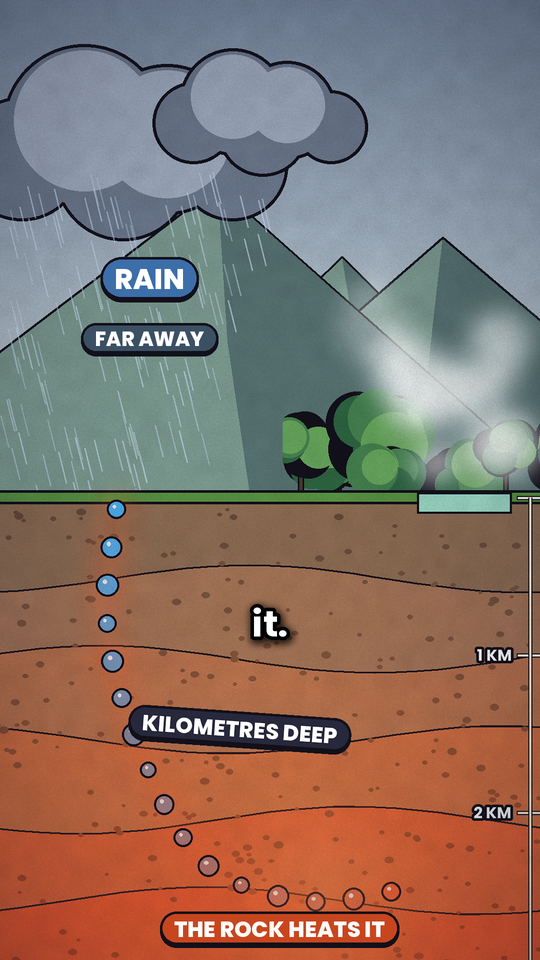 RAIN
FAR AWAY
it.
1 KM
KILOMETRES DEEP
2 KM
THE ROCK HEATS IT